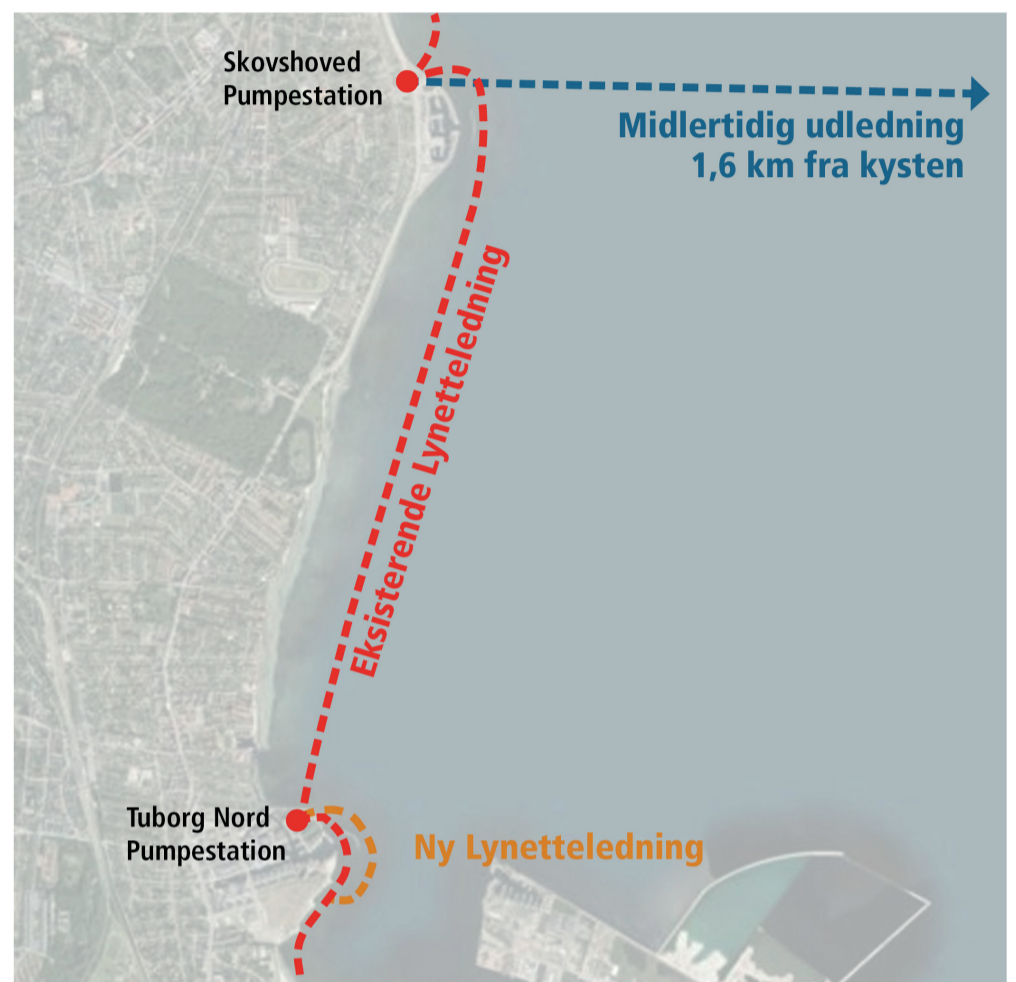 Skovshoved
Pumpestation
Midlertidig udledning
1,6 km fra kysten
Eksisterende Lynetteledning
Tuborg Nord
Pumpestation
Ny Lynetteledning